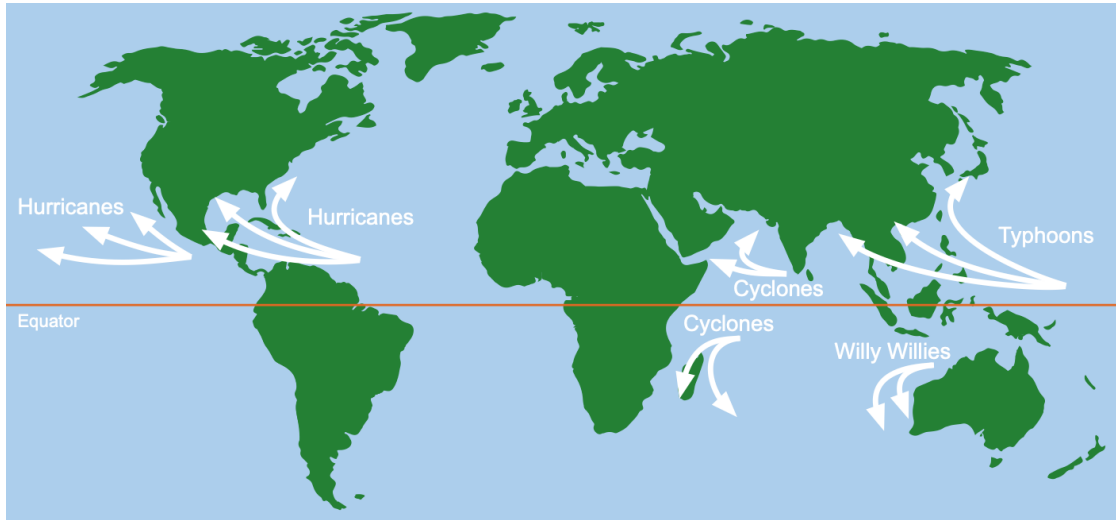 Hurricanes
Hurricanes
Typhoons
Cyclones
Equator
Cyclones
Willy Willies